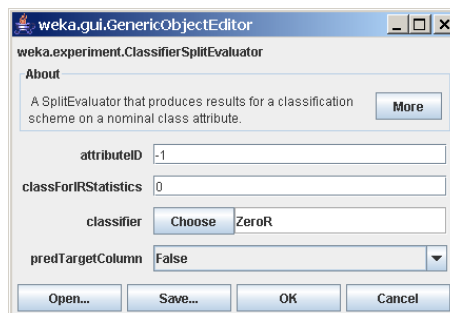 weka.gui.GenericObjectEditor
weka.experiment.ClassifierSplitEvaluator
About
A SplitEvaluator that produces results for a classification
scheme on a nominal class attribute.
More
attributeID -1
classForIRStatistics 0
classifier Choose ZeroR
predTargetColumn False
Open... Save... OK Cancel